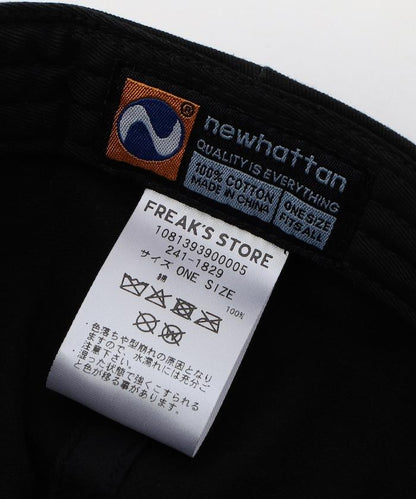 ®
newhattan
QUALITY IS EVERYTHING
100% COTTON
MADE IN CHINA
ONE SIZE
FITS ALL
FREAK'S STORE
1081393900005
241-1829
サイズ ONE SIZE
綿 100%
・色落ちや型崩れの原因となり
ますので、水濡れには充分ご
注意下さい。
・湿った状態で強くこすられる
と色が移る事があります。